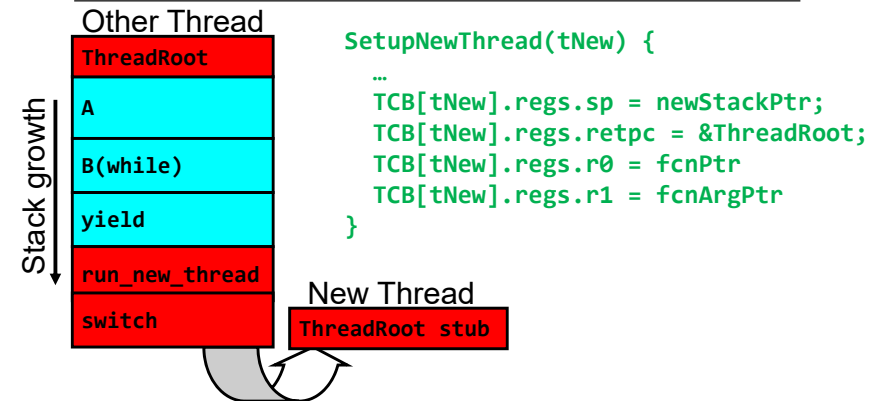 Other Thread
ThreadRoot
A
B(while)
yield
run_new_thread
switch
Stack growth
SetupNewThread(tNew) {
…
TCB[tNew].regs.sp = newStackPtr;
TCB[tNew].regs.retpc = &ThreadRoot;
TCB[tNew].regs.r0 = fcnPtr
TCB[tNew].regs.r1 = fcnArgPtr
}
New Thread
ThreadRoot stub